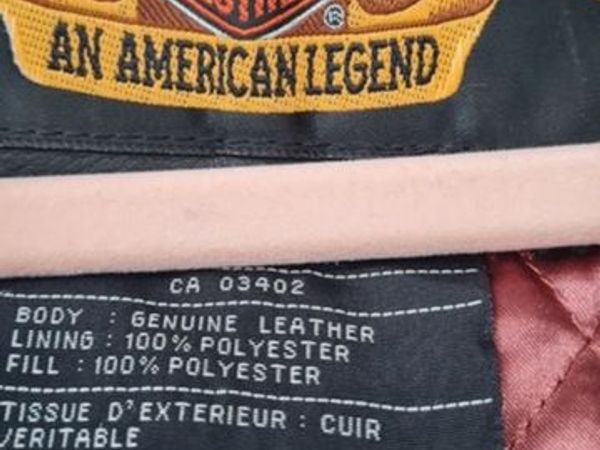 ®
AN AMERICAN LEGEND
CA 03402
BODY : GENUINE LEATHER
LINING : 100% POLYESTER
FILL : 100% POLYESTER
TISSUE D'EXTERIEUR : CUIR
VERITABLE